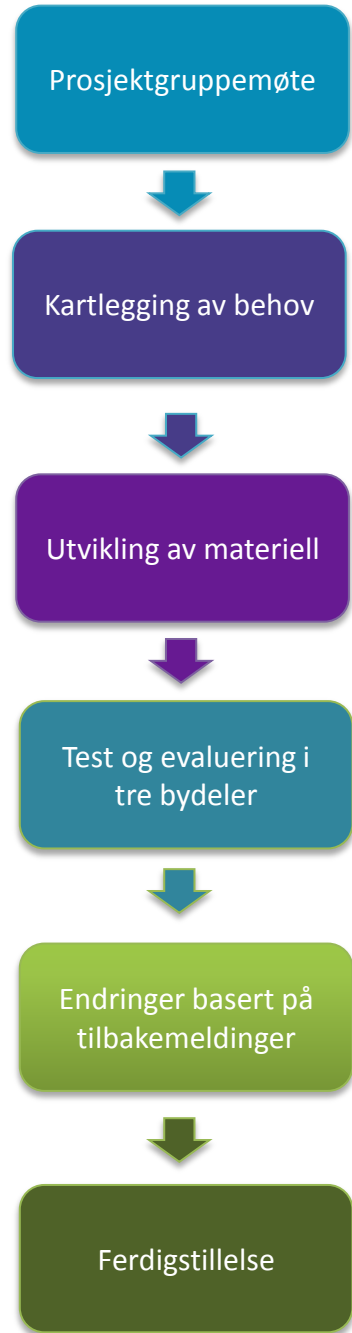 Prosjektgruppemøte
Kartlegging av behov
Utvikling av materiell
Test og evaluering i
tre bydeler
Endringer basert på
tilbakemeldinger
Ferdigstillelse